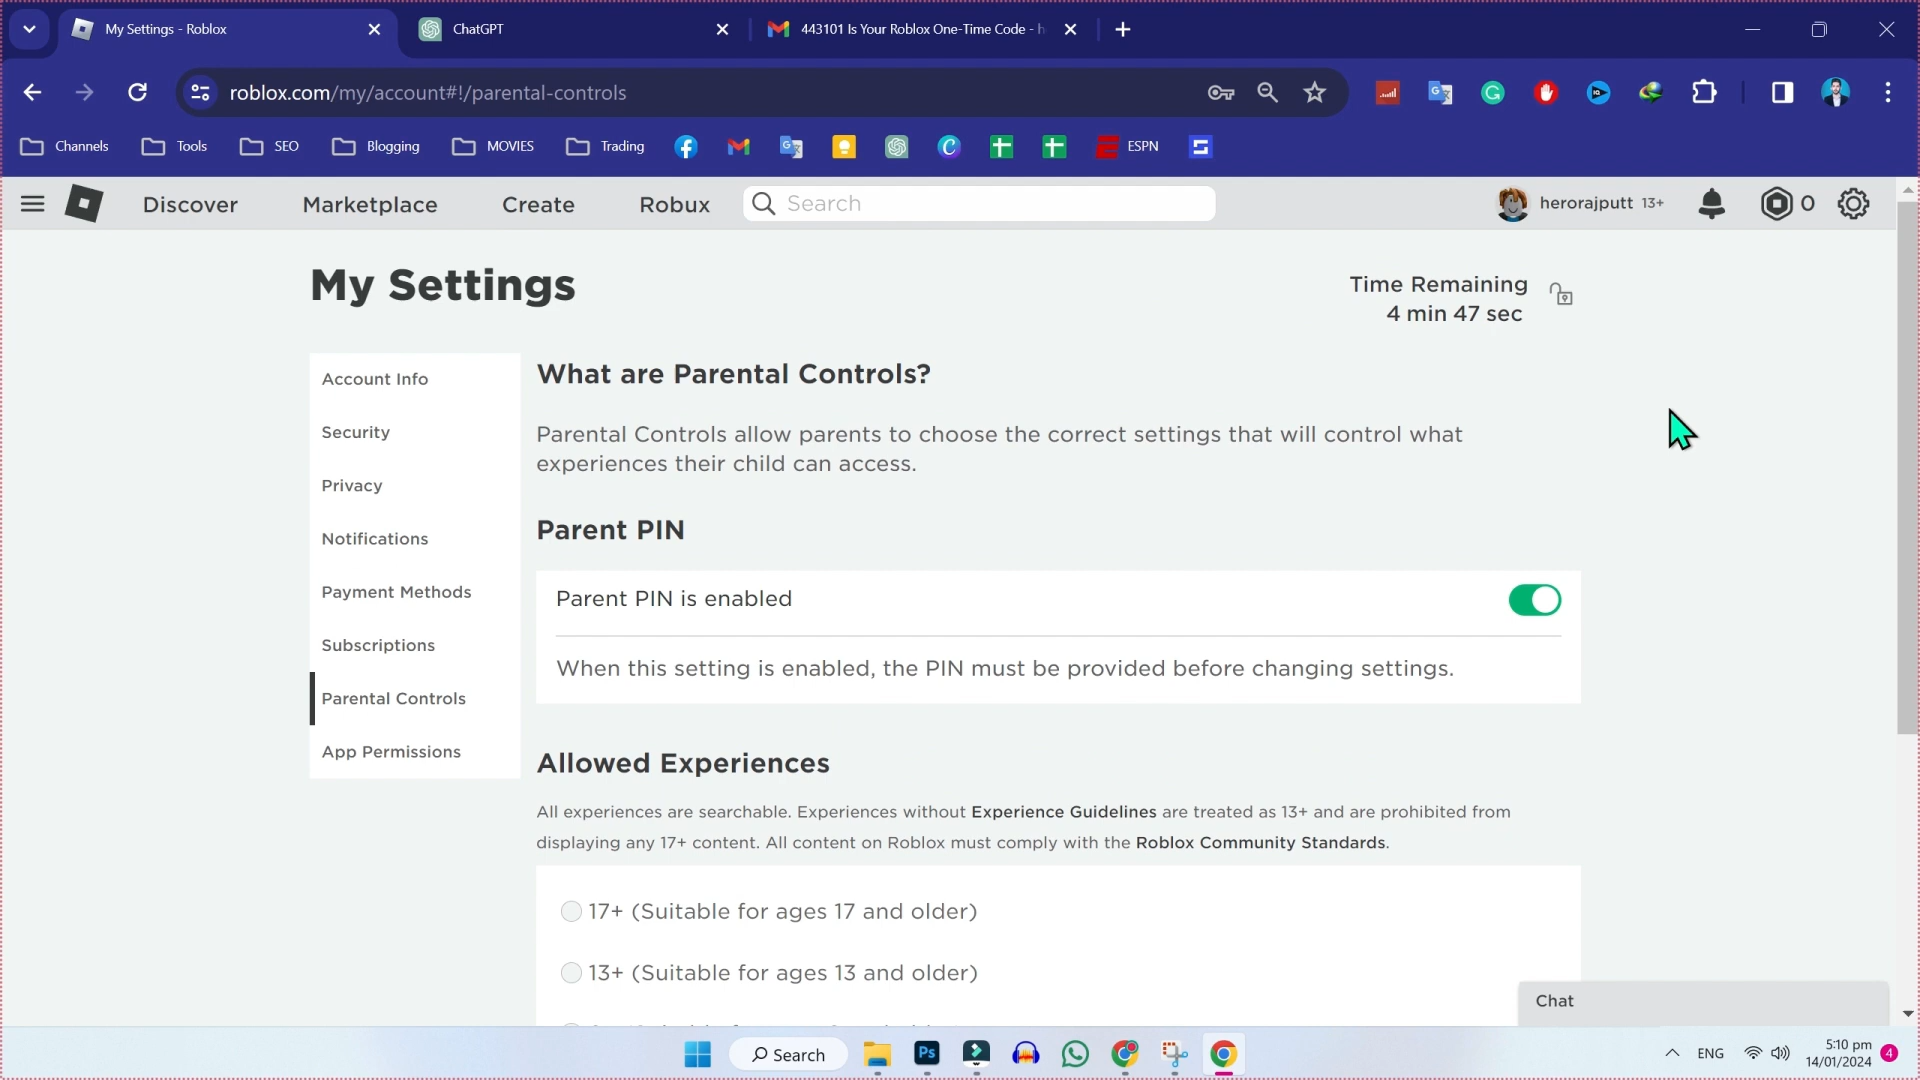 My Settings - Roblox
ChatGPT
443101 Is Your Roblox One-Time Code - h
roblox.com/my/account#!/parental-controls
Channels
Tools
SEO
Blogging
MOVIES
Trading
ESPN
Discover
Marketplace
Create
Robux
Search
herorajputt 13+
0
My Settings
Time Remaining
4 min 47 sec
Account Info
Security
Privacy
Notifications
Payment Methods
Subscriptions
Parental Controls
App Permissions
What are Parental Controls?
Parental Controls allow parents to choose the correct settings that will control what
experiences their child can access.
Parent PIN
Parent PIN is enabled
When this setting is enabled, the PIN must be provided before changing settings.
Allowed Experiences
All experiences are searchable. Experiences without Experience Guidelines are treated as 13+ and are prohibited from
displaying any 17+ content. All content on Roblox must comply with the Roblox Community Standards.
17+ (Suitable for ages 17 and older)
13+ (Suitable for ages 13 and older)
Chat
Search
Ps
ENG
5:10 pm
14/01/2024
4